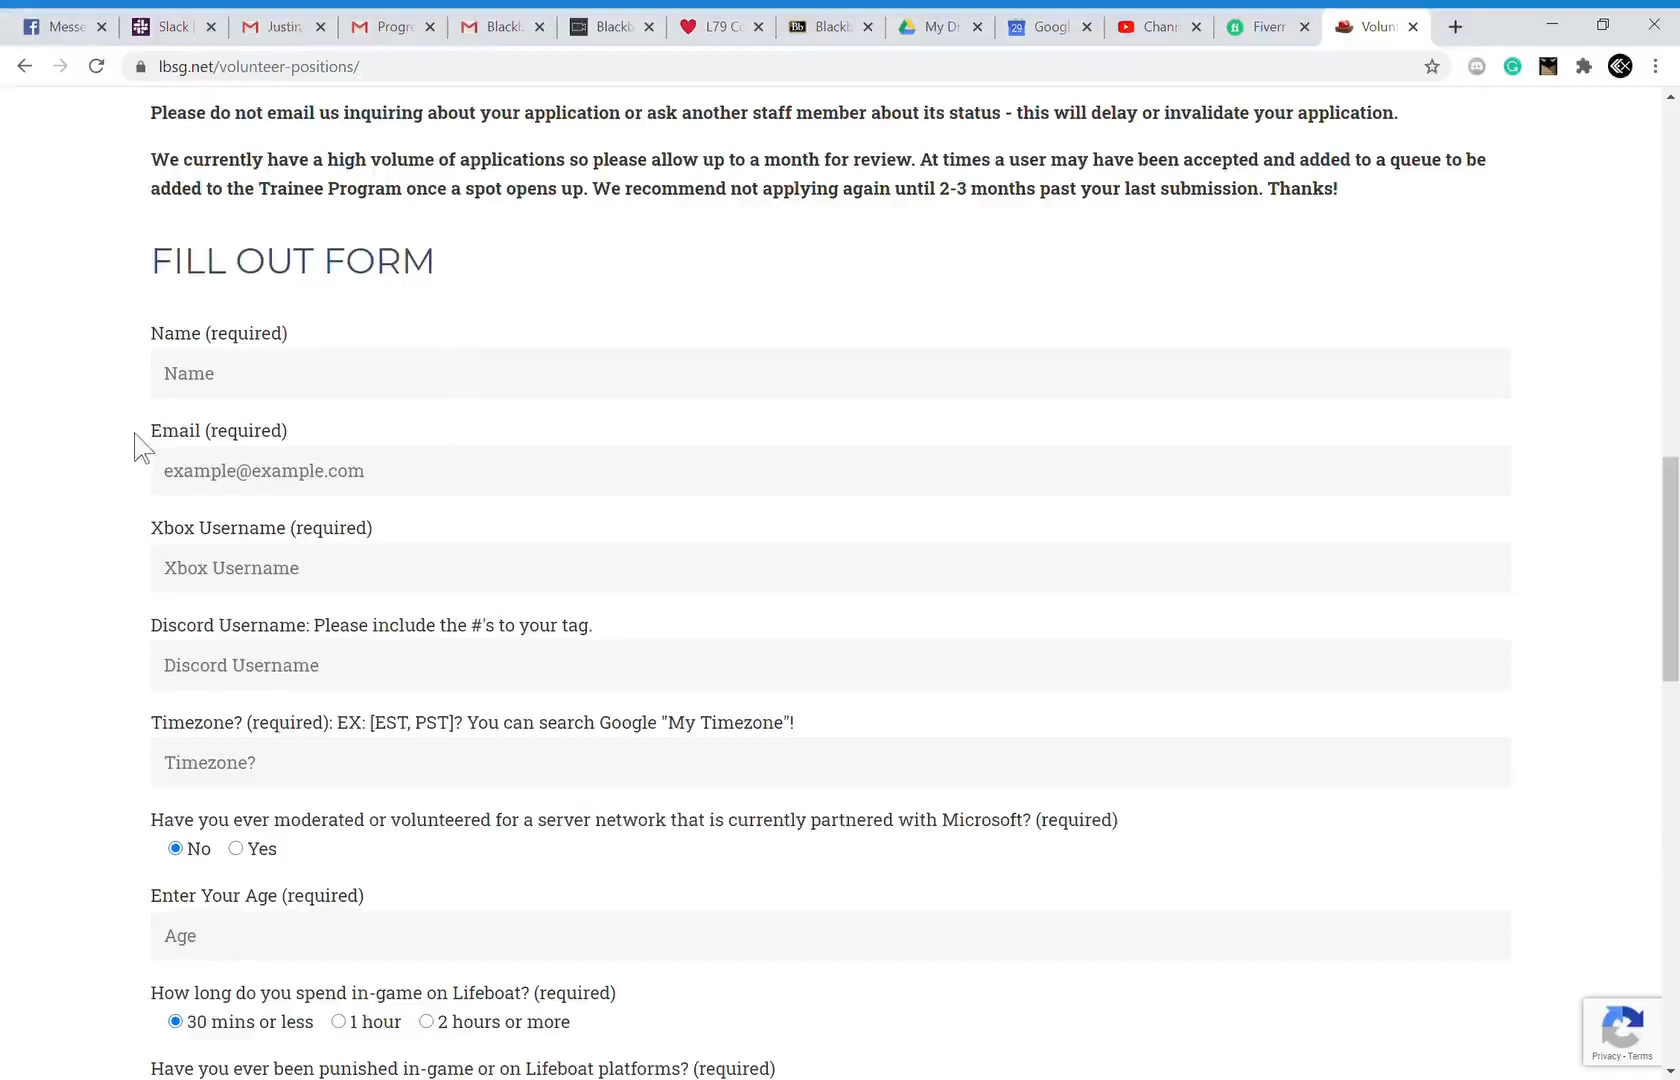 Messe
Slack
Justin
Progre
Blackb
Blackb
L79 Co
Blackb
My Dr
Googl
Chann
Fiverr
Volun
lbsg.net/volunteer-positions/
Please do not email us inquiring about your application or ask another staff member about its status - this will delay or invalidate your application.
We currently have a high volume of applications so please allow up to a month for review. At times a user may have been accepted and added to a queue to be
added to the Trainee Program once a spot opens up. We recommend not applying again until 2-3 months past your last submission. Thanks!
FILL OUT FORM
Name (required)
Name
Email (required)
example@example.com
Xbox Username (required)
Xbox Username
Discord Username: Please include the #'s to your tag.
Discord Username
Timezone? (required): EX: [EST, PST]? You can search Google "My Timezone"!
Timezone?
Have you ever moderated or volunteered for a server network that is currently partnered with Microsoft? (required)
No Yes
Enter Your Age (required)
Age
How long do you spend in-game on Lifeboat? (required)
30 mins or less 1 hour 2 hours or more
Have you ever been punished in-game or on Lifeboat platforms? (required)
Privacy - Terms